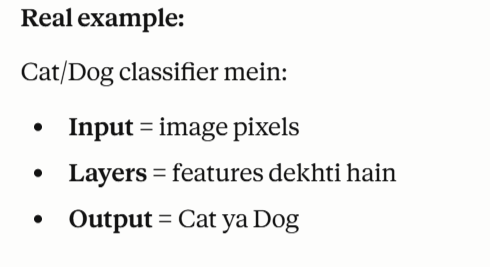 Real example:
Cat/Dog classifier mein:
• Input = image pixels
• Layers = features dekhti hain
• Output = Cat ya Dog